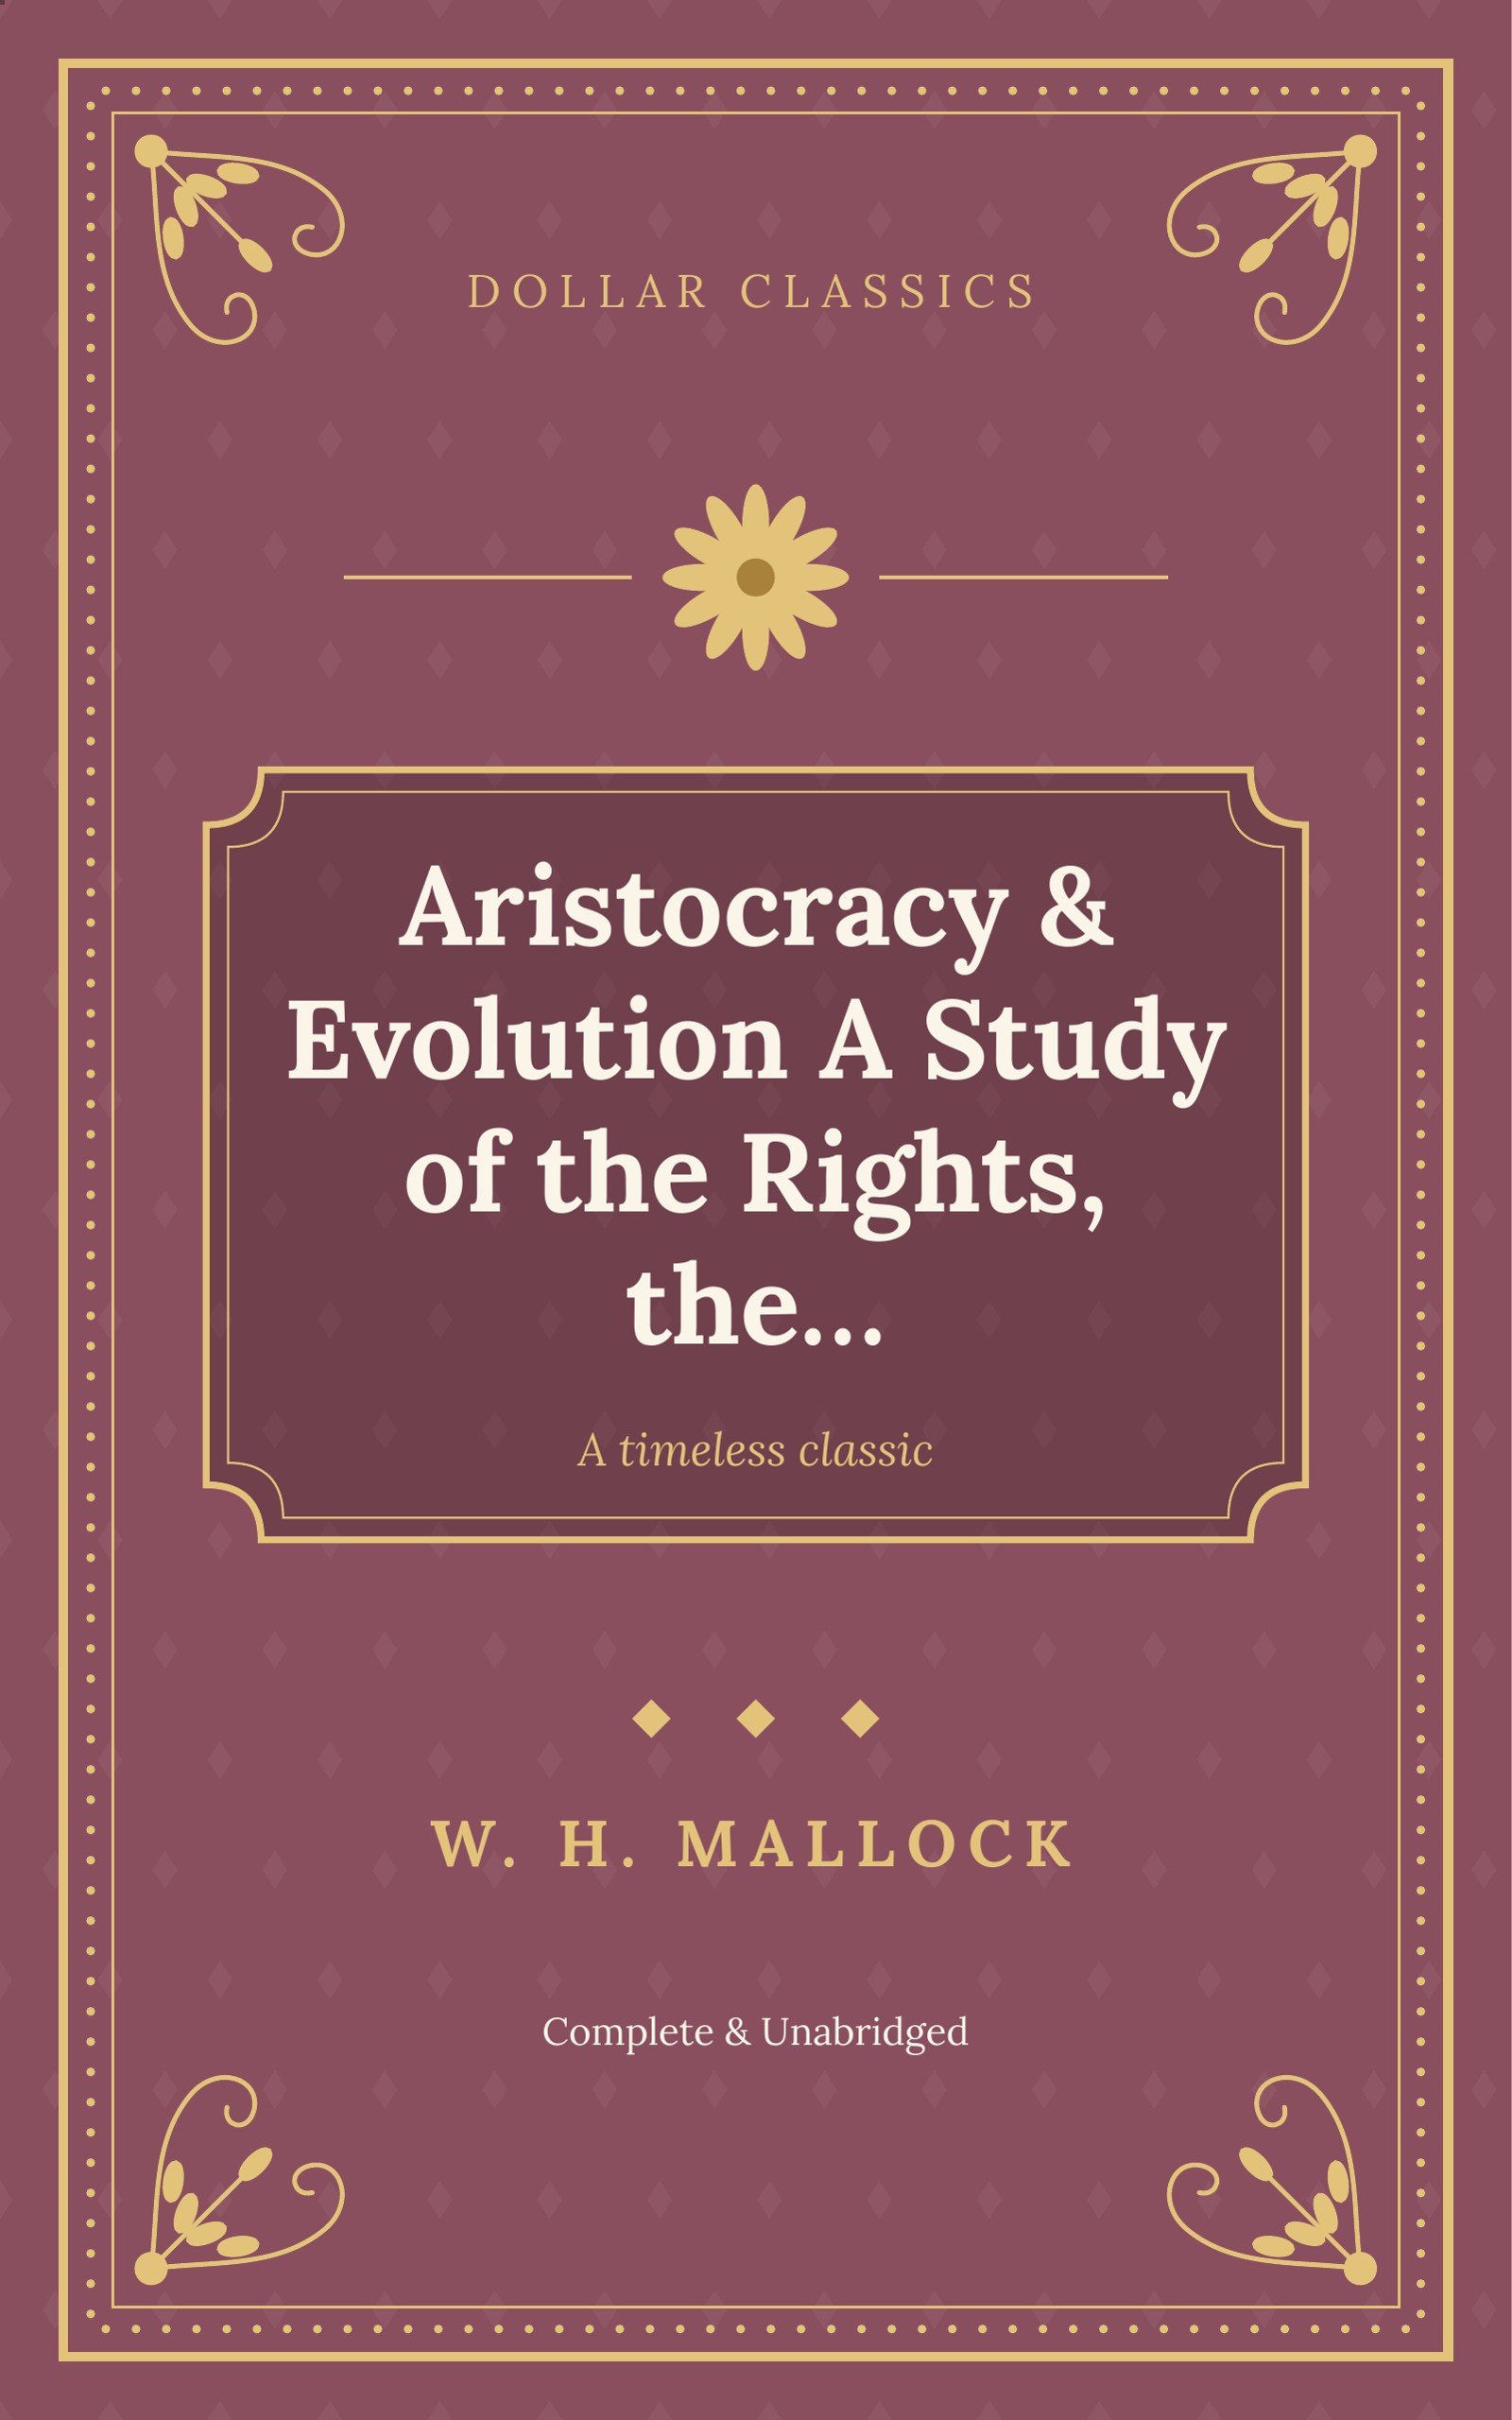 DOLLAR CLASSICS
Aristocracy &
Evolution A Study
of the Rights,
the...
A timeless classic
W. H. MALLOCK
Complete & Unabridged